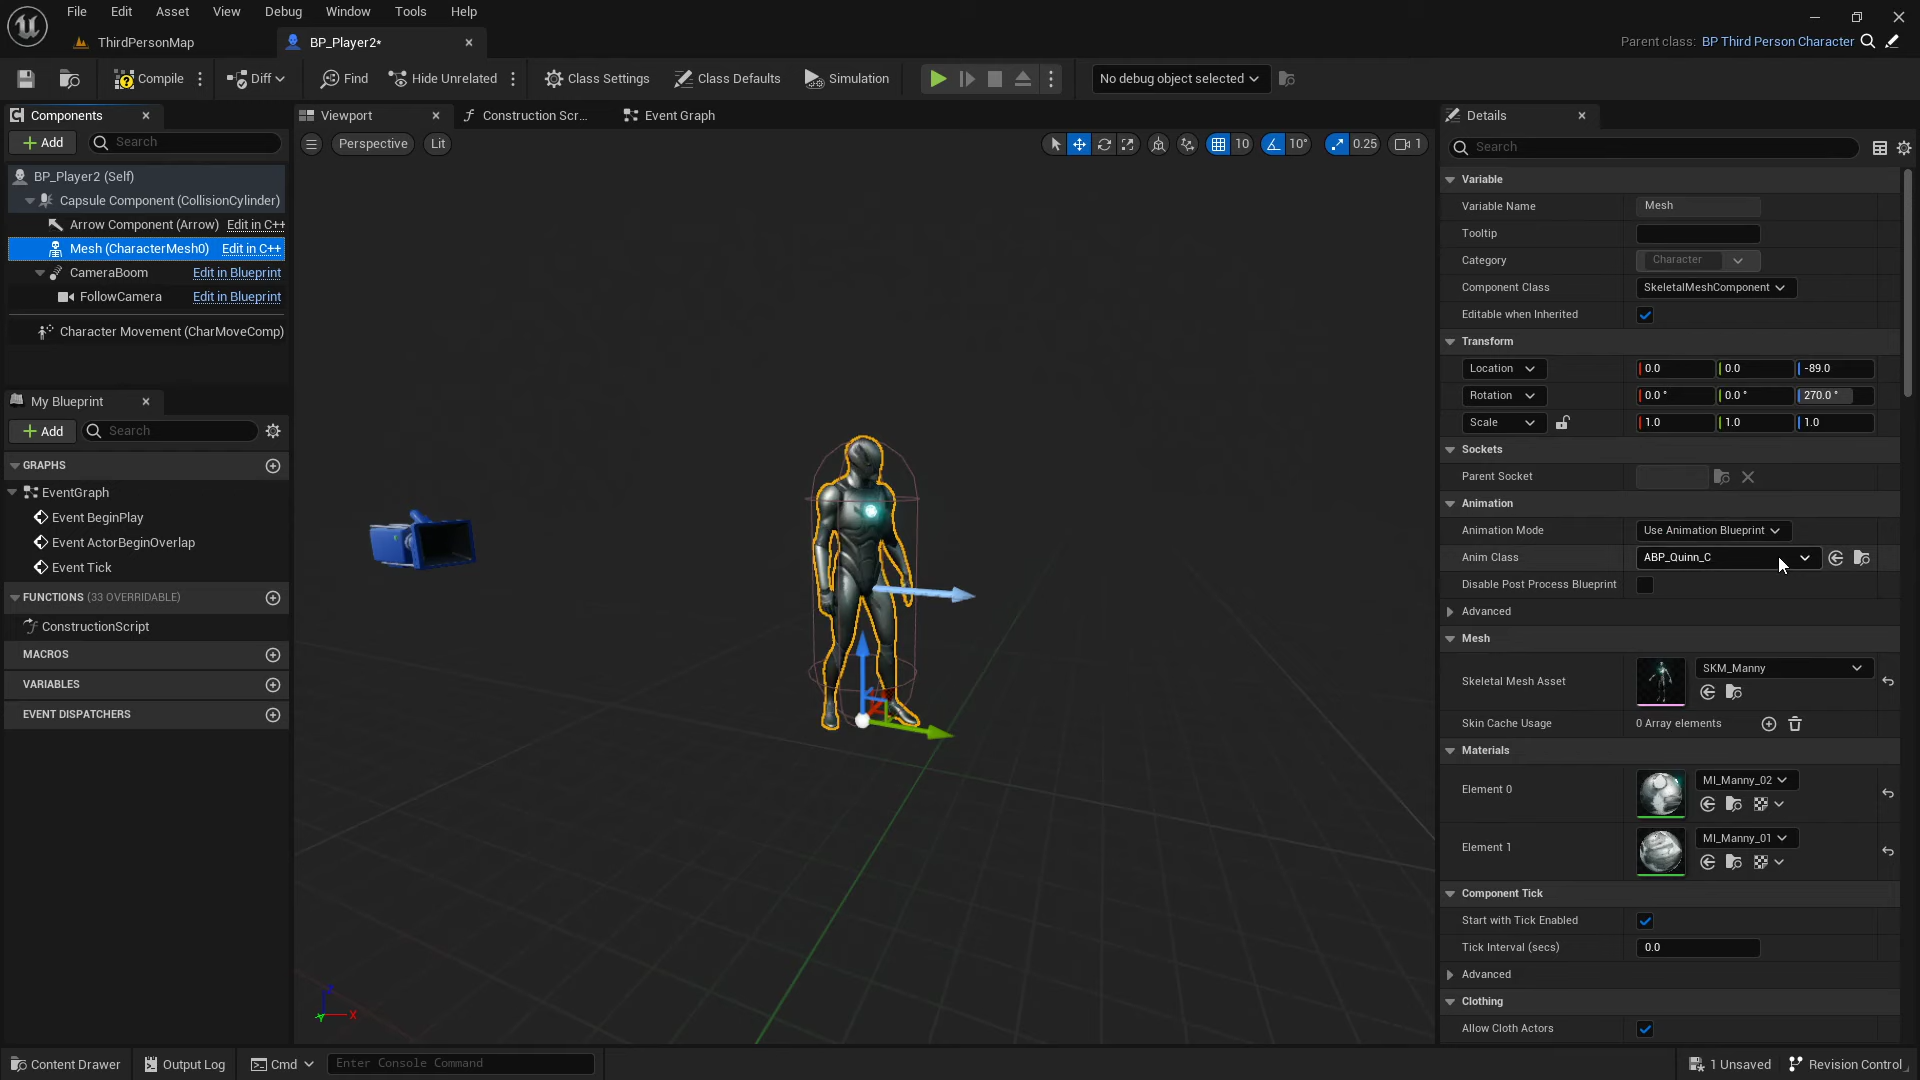 File Edit Asset View Debug Window Tools Help
ThirdPersonMap
BP_Player2*
Parent class: BP Third Person Character
Compile
Diff
Find
Hide Unrelated
Class Settings
Class Defaults
Simulation
No debug object selected
Components
Add
Search
BP_Player2 (Self)
Capsule Component (CollisionCylinder)
Arrow Component (Arrow) Edit in C++
Mesh (CharacterMesh0) Edit in C++
CameraBoom Edit in Blueprint
FollowCamera Edit in Blueprint
Character Movement (CharMoveComp)
My Blueprint
Add
Search
GRAPHS
EventGraph
Event BeginPlay
Event ActorBeginOverlap
Event Tick
FUNCTIONS (33 OVERRIDABLE)
ConstructionScript
MACROS
VARIABLES
EVENT DISPATCHERS
Viewport
Construction Scr...
Event Graph
Perspective
Lit
10
10°
0.25
1
Z
X
Y
Details
Search
Variable
Variable Name Mesh
Tooltip
Category Character
Component Class SkeletalMeshComponent
Editable when Inherited
Transform
Location 0.0 0.0 -89.0
Rotation 0.0 ° 0.0 ° 270.0 °
Scale 1.0 1.0 1.0
Sockets
Parent Socket
Animation
Animation Mode Use Animation Blueprint
Anim Class ABP_Quinn_C
Disable Post Process Blueprint
Advanced
Mesh
Skeletal Mesh Asset SKM_Manny
Skin Cache Usage 0 Array elements
Materials
Element 0 MI_Manny_02
Element 1 MI_Manny_01
Component Tick
Start with Tick Enabled
Tick Interval (secs) 0.0
Advanced
Clothing
Allow Cloth Actors
Content Drawer
Output Log
Cmd
Enter Console Command
1 Unsaved
Revision Control